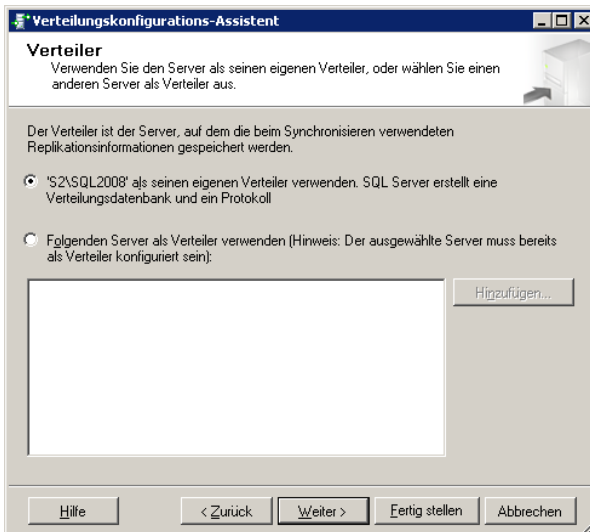 Verteilungskonfigurations-Assistent
Verteiler
Verwenden Sie den Server als seinen eigenen Verteiler, oder wählen Sie einen
anderen Server als Verteiler aus.
Der Verteiler ist der Server, auf dem die beim Synchronisieren verwendeten
Replikationsinformationen gespeichert werden.
'S2\SQL2008' als seinen eigenen Verteiler verwenden. SQL Server erstellt eine
Verteilungsdatenbank und ein Protokoll
Folgenden Server als Verteiler verwenden (Hinweis: Der ausgewählte Server muss bereits
als Verteiler konfiguriert sein):
Hinzufügen...
Hilfe
< Zurück
Weiter >
Fertig stellen
Abbrechen